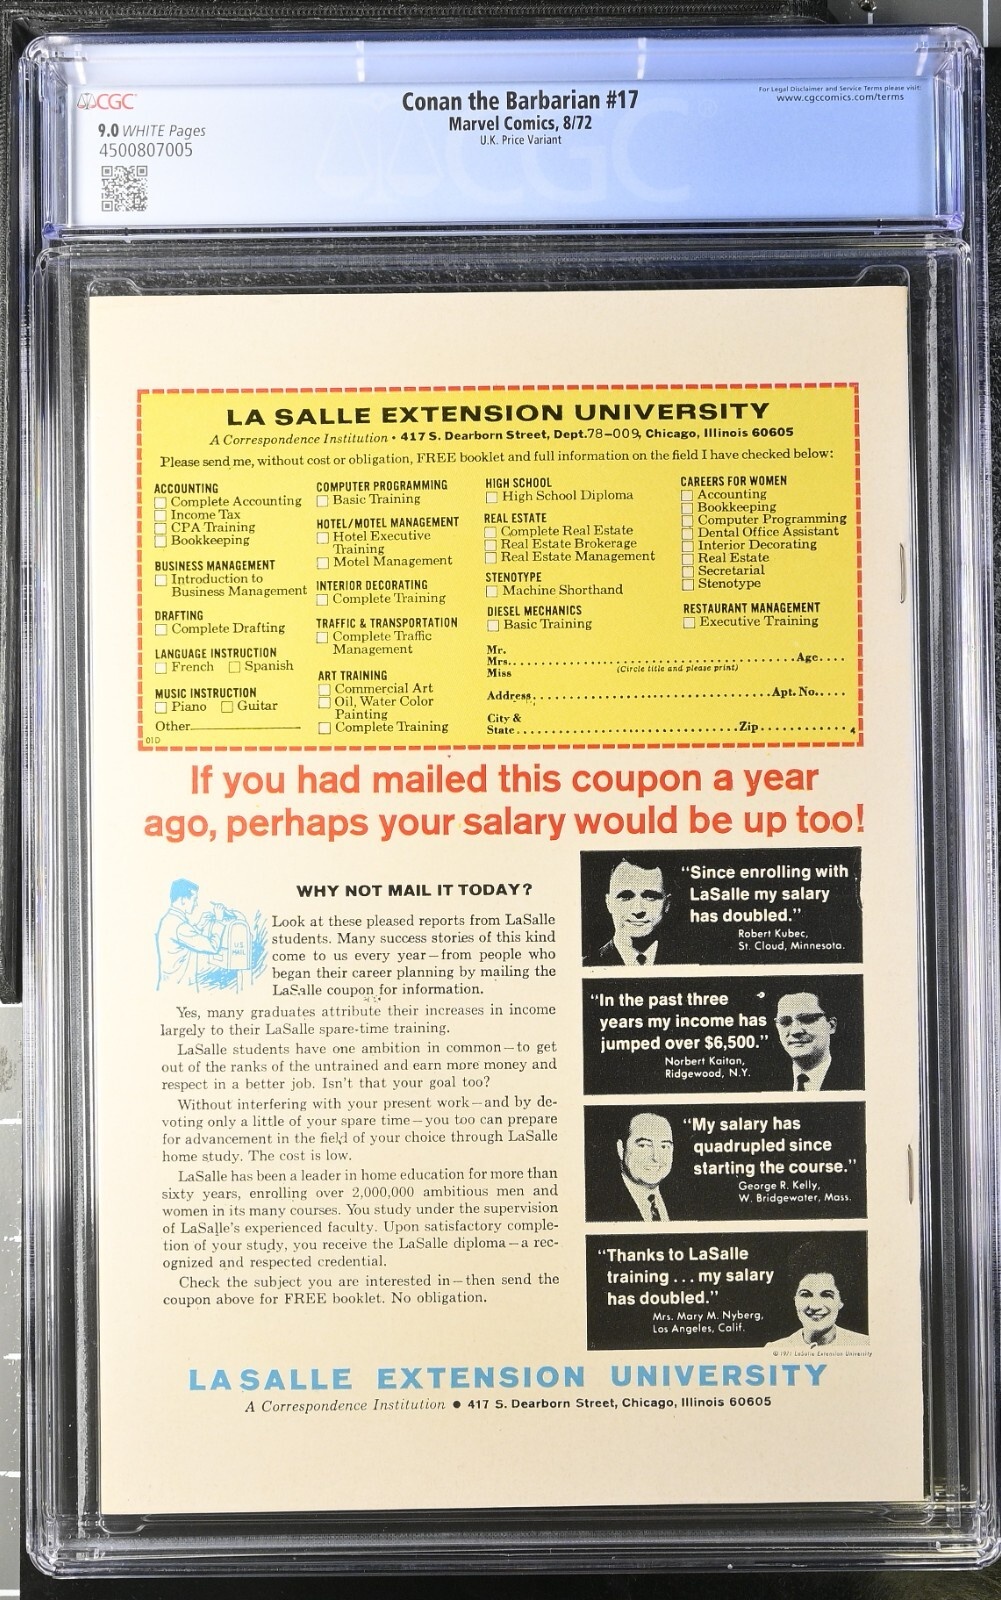 CGC
9.0 WHITE Pages
4500807005
Conan the Barbarian #17
Marvel Comics, 8/72
U.K. Price Variant
For Legal Disclaimer and Service Terms please visit:
www.cgccomics.com/terms
CGC
LA SALLE EXTENSION UNIVERSITY
A Correspondence Institution • 417 S. Dearborn Street, Dept.78-009, Chicago, Illinois 60605
Please send me, without cost or obligation, FREE booklet and full information on the field I have checked below:
ACCOUNTING
Complete Accounting
Income Tax
CPA Training
Bookkeeping
BUSINESS MANAGEMENT
Introduction to
Business Management
DRAFTING
Complete Drafting
LANGUAGE INSTRUCTION
French Spanish
MUSIC INSTRUCTION
Piano Guitar
Other
01D
COMPUTER PROGRAMMING
Basic Training
HOTEL/MOTEL MANAGEMENT
Hotel Executive
Training
Motel Management
INTERIOR DECORATING
Complete Training
TRAFFIC & TRANSPORTATION
Complete Traffic
Management
ART TRAINING
Commercial Art
Oil, Water Color
Painting
Complete Training
HIGH SCHOOL
High School Diploma
REAL ESTATE
Complete Real Estate
Real Estate Brokerage
Real Estate Management
STENOTYPE
Machine Shorthand
DIESEL MECHANICS
Basic Training
CAREERS FOR WOMEN
Accounting
Bookkeeping
Computer Programming
Dental Office Assistant
Interior Decorating
Real Estate
Secretarial
Stenotype
RESTAURANT MANAGEMENT
Executive Training
Mr.
Mrs. Age
Miss (Circle title and please print)
Address Apt. No.
City &
State Zip 4
If you had mailed this coupon a year
ago, perhaps your salary would be up too!
WHY NOT MAIL IT TODAY?
U.S.
MAIL
Look at these pleased reports from LaSalle
students. Many success stories of this kind
come to us every year—from people who
began their career planning by mailing the
LaSalle coupon for information.
Yes, many graduates attribute their increases in income
largely to their LaSalle spare-time training.
LaSalle students have one ambition in common—to get
out of the ranks of the untrained and earn more money and
respect in a better job. Isn't that your goal too?
Without interfering with your present work—and by de-
voting only a little of your spare time—you too can prepare
for advancement in the field of your choice through LaSalle
home study. The cost is low.
LaSalle has been a leader in home education for more than
sixty years, enrolling over 2,000,000 ambitious men and
women in its many courses. You study under the supervision
of LaSalle's experienced faculty. Upon satisfactory comple-
tion of your study, you receive the LaSalle diploma—a rec-
ognized and respected credential.
Check the subject you are interested in—then send the
coupon above for FREE booklet. No obligation.
"Since enrolling with
LaSalle my salary
has doubled."
Robert Kubec,
St. Cloud, Minnesota.
"In the past three
years my income has
jumped over $6,500."
Norbert Kaitan,
Ridgewood, N.Y.
"My salary has
quadrupled since
starting the course."
George R. Kelly,
W. Bridgewater, Mass.
"Thanks to LaSalle
training...my salary
has doubled."
Mrs. Mary M. Nyberg,
Los Angeles, Calif.
© 1971 LaSalle Extension University
LASALLE EXTENSION UNIVERSITY
A Correspondence Institution • 417 S. Dearborn Street, Chicago, Illinois 60605